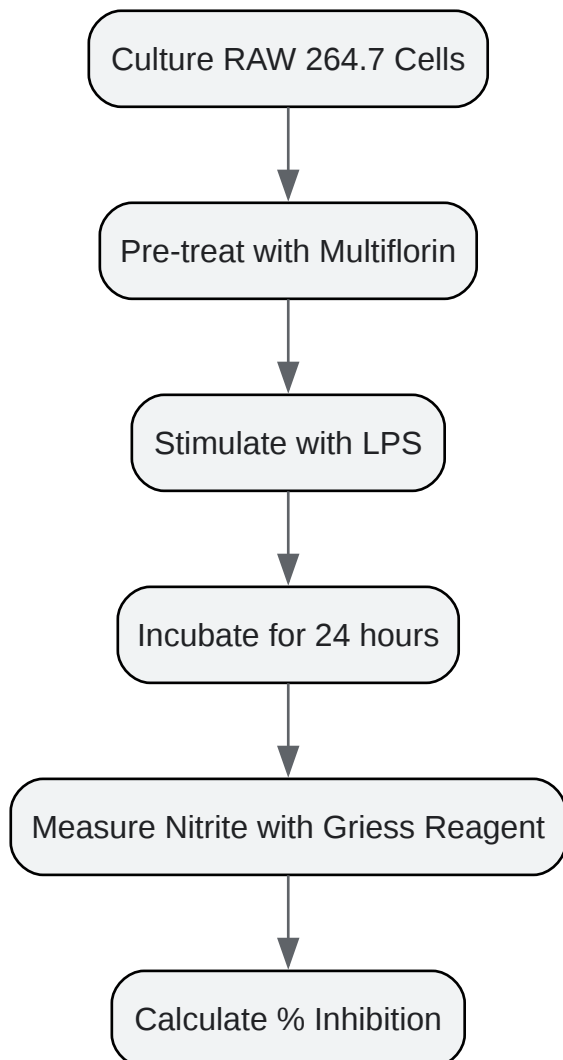 Culture RAW 264.7 Cells
Pre-treat with Multiflorin
Stimulate with LPS
Incubate for 24 hours
Measure Nitrite with Griess Reagent
Calculate % Inhibition